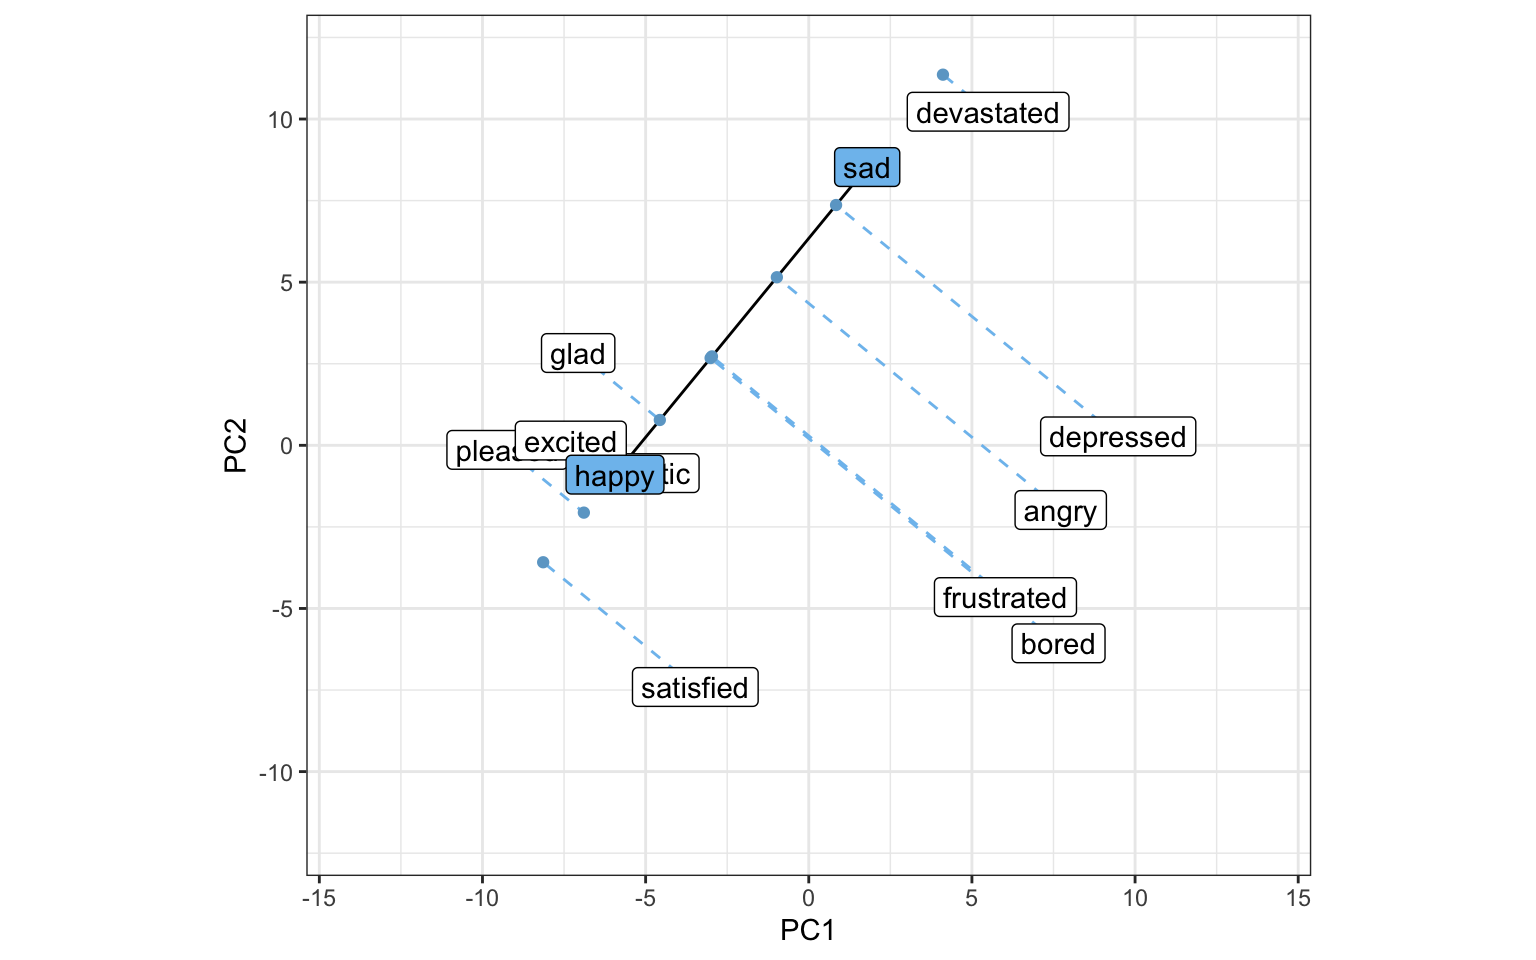 devastated
sad
glad
excited
happy
tic
depressed
angry
frustrated
bored
satisfied
10
5
0
-5
-10
-15
-10
-5
0
5
10
15
PC1
PC2